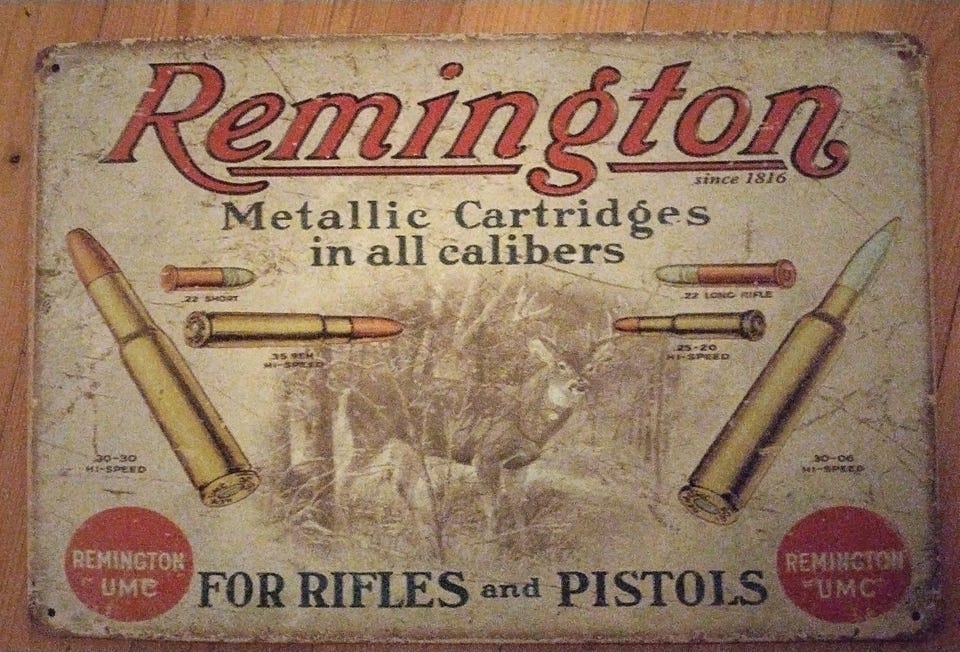 Remington
since 1816
Metallic Cartridges
in all calibers
.22 SHORT
.22 LONG RIFLE
.35 REM
HI-SPEED
.25-20
HI-SPEED
30-30
HI-SPEED
30-06
HI-SPEED
REMINGTON
"UMC"
FOR RIFLES and PISTOLS
REMINGTON
"UMC"